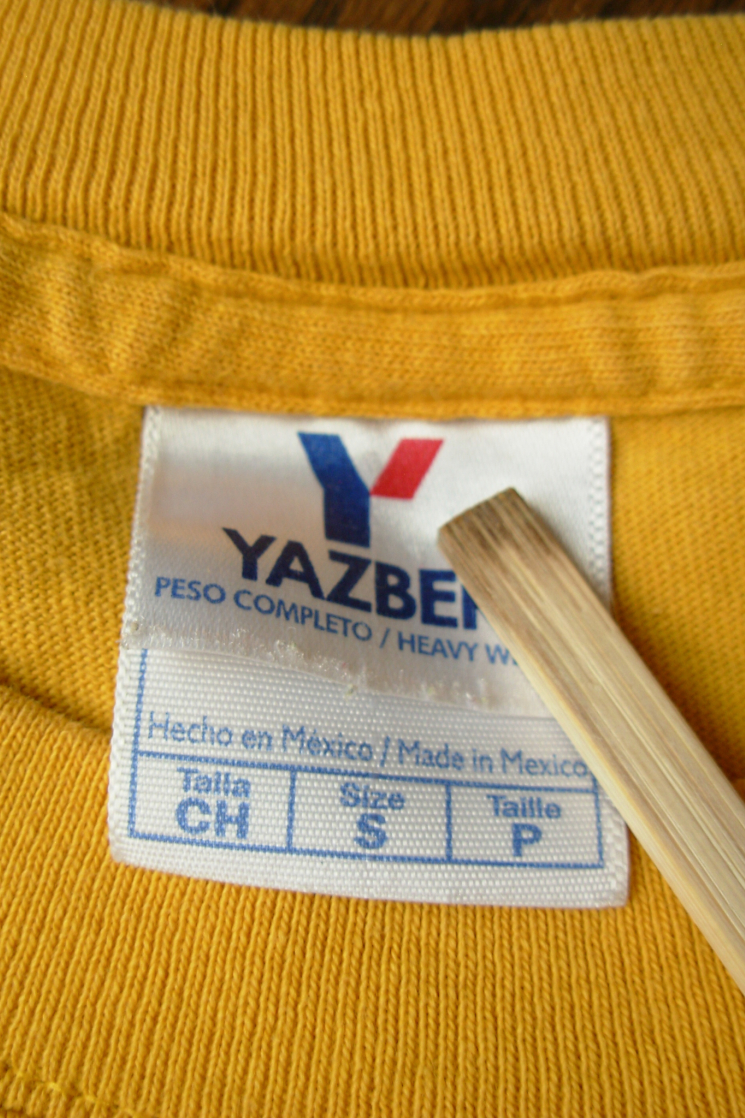 YAZBE
PESO COMPLETO / HEAVY
Hecho en México / Made in Mexico
Talla Size Taille
CH S P